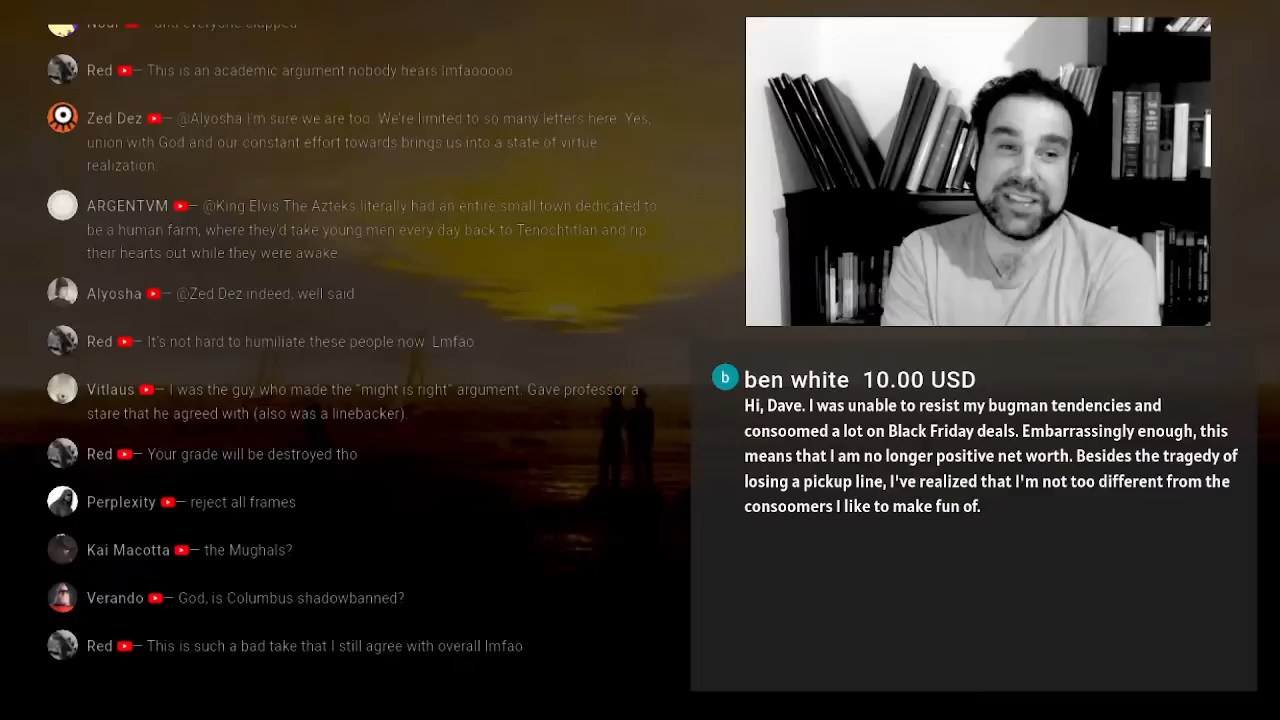 Nour — and everyone clapped
Red — This is an academic argument nobody hears lmfaooooo
Zed Dez — @Alyosha I'm sure we are too. We're limited to so many letters here. Yes,
union with God and our constant effort towards brings us into a state of virtue
realization.
ARGENTVM — @King Elvis The Azteks literally had an entire small town dedicated to
be a human farm, where they'd take young men every day back to Tenochtitlan and rip
their hearts out while they were awake
Alyosha — @Zed Dez indeed, well said
Red — It's not hard to humiliate these people now. Lmfao
Vitlaus — I was the guy who made the "might is right" argument. Gave professor a
stare that he agreed with (also was a linebacker).
Red — Your grade will be destroyed tho
Perplexity — reject all frames
Kai Macotta — the Mughals?
Verando — God, is Columbus shadowbanned?
Red — This is such a bad take that I still agree with overall lmfao
b ben white 10.00 USD
Hi, Dave. I was unable to resist my bugman tendencies and
consoomed a lot on Black Friday deals. Embarrassingly enough, this
means that I am no longer positive net worth. Besides the tragedy of
losing a pickup line, I've realized that I'm not too different from the
consoomers I like to make fun of.